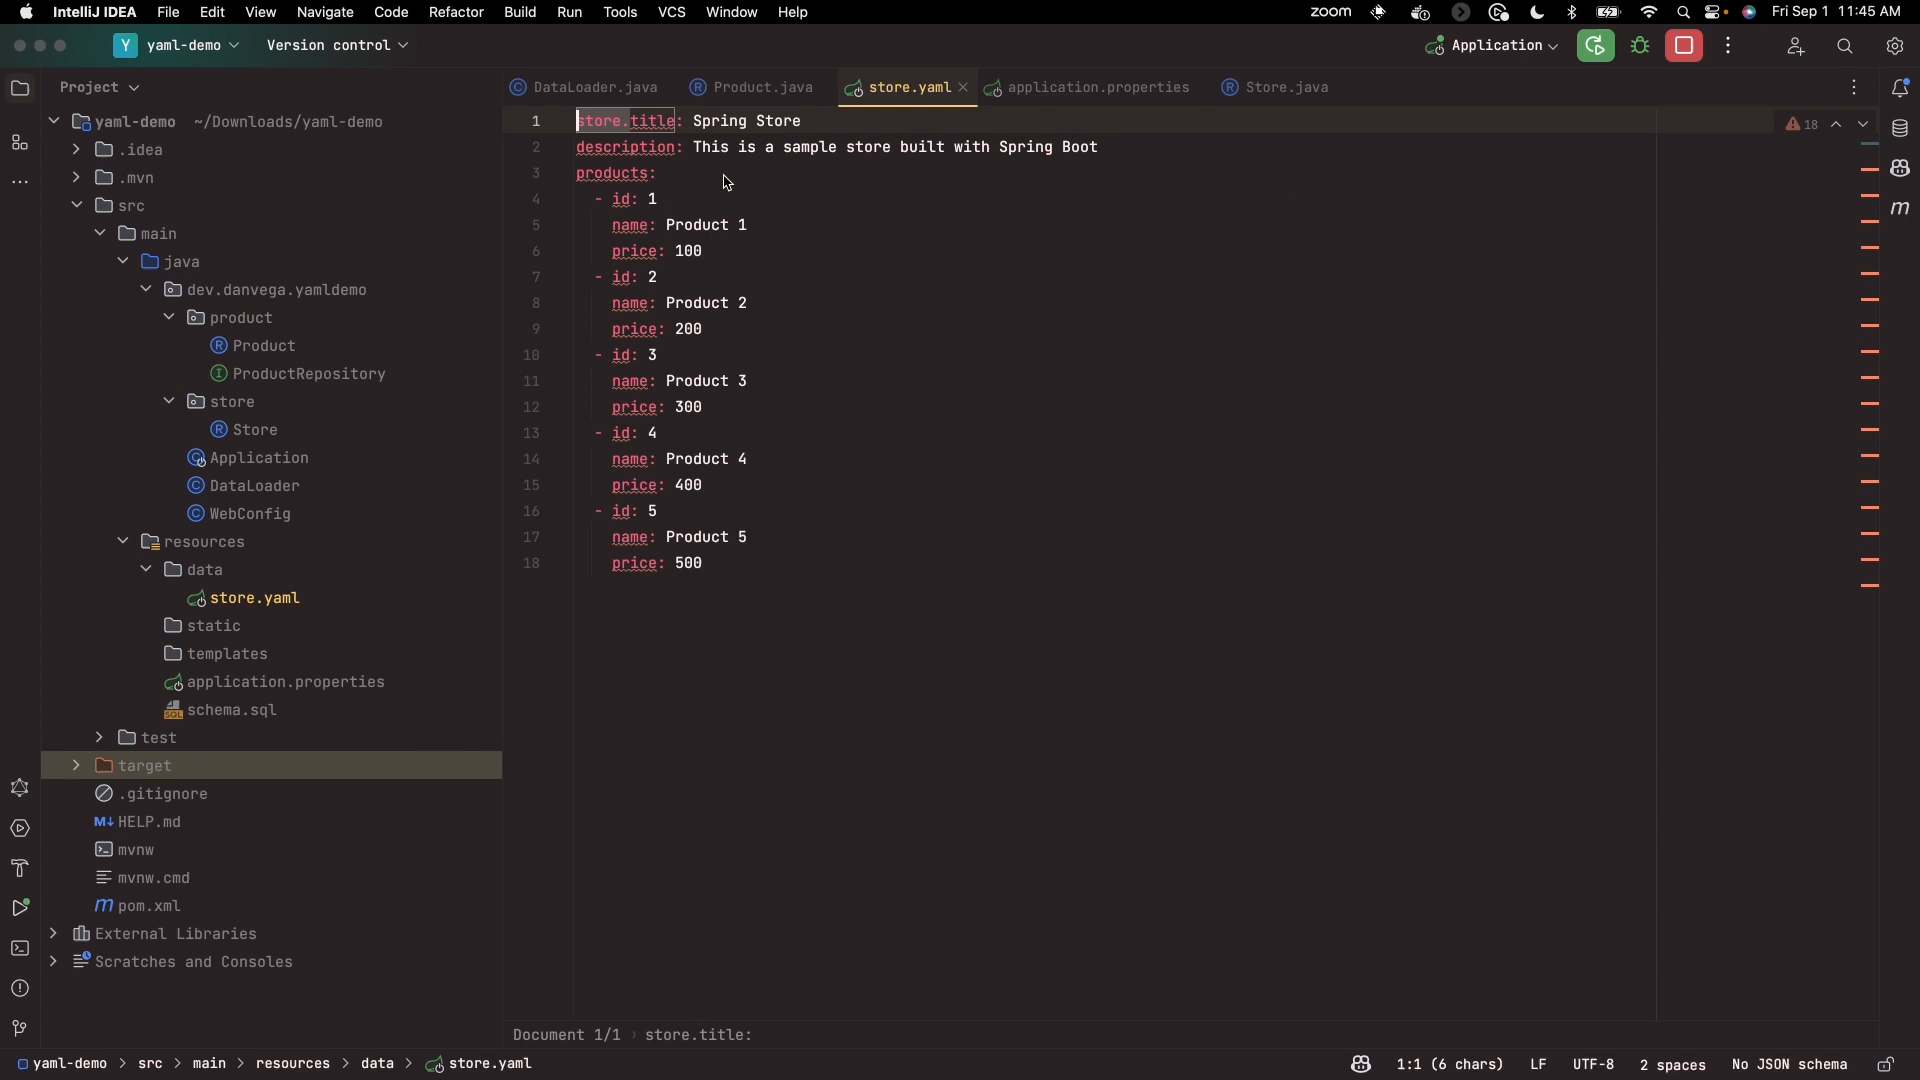 IntelliJ IDEA File Edit View Navigate Code Refactor Build Run Tools VCS Window Help zoom Fri Sep 1 11:45 AM
Y yaml-demo Version control Application
Project
DataLoader.java Product.java store.yaml application.properties Store.java
yaml-demo ~/Downloads/yaml-demo
.idea
.mvn
src
main
java
dev.danvega.yamldemo
product
R Product
I ProductRepository
store
R Store
C Application
C DataLoader
C WebConfig
resources
data
store.yaml
static
templates
application.properties
SQL schema.sql
test
target
.gitignore
M↓ HELP.md
mvnw
mvnw.cmd
m pom.xml
External Libraries
Scratches and Consoles
1 store.title: Spring Store
2 description: This is a sample store built with Spring Boot
3 products:
4 - id: 1
5 name: Product 1
6 price: 100
7 - id: 2
8 name: Product 2
9 price: 200
10 - id: 3
11 name: Product 3
12 price: 300
13 - id: 4
14 name: Product 4
15 price: 400
16 - id: 5
17 name: Product 5
18 price: 500
18
m
Document 1/1 › store.title:
yaml-demo > src > main > resources > data > store.yaml 1:1 (6 chars) LF UTF-8 2 spaces No JSON schema